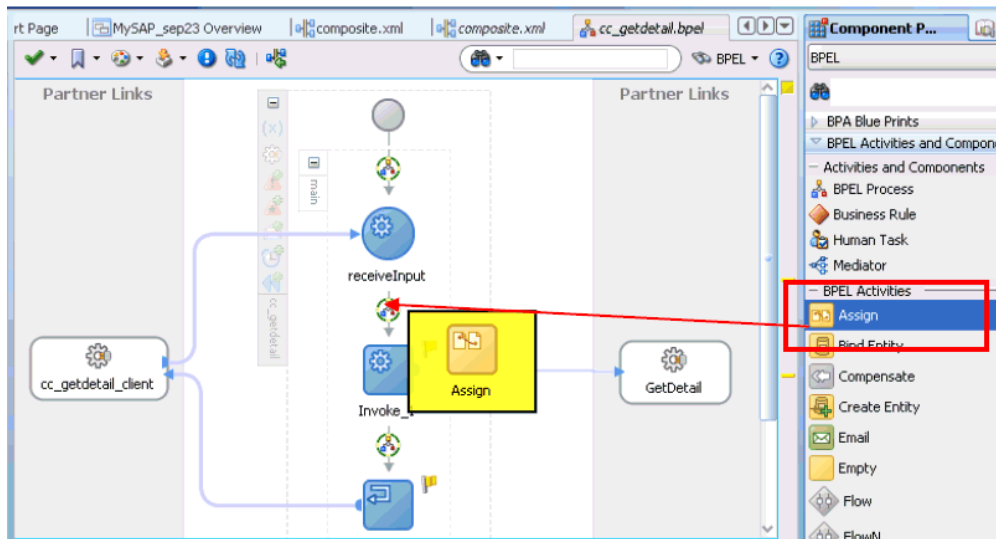 rt Page
MySAP_sep23 Overview
composite.xml
composite.xml
cc_getdetail.bpel
Component P...
BPEL
BPEL
Partner Links
Partner Links
BPA Blue Prints
BPEL Activities and Compon
Activities and Components
BPEL Process
Business Rule
Human Task
Mediator
BPEL Activities
Assign
Bind Entity
Compensate
Create Entity
Email
Empty
Flow
FlowN
(x)
main
receiveInput
cc_getdetail
Assign
cc_getdetail_client
GetDetail
Invoke_